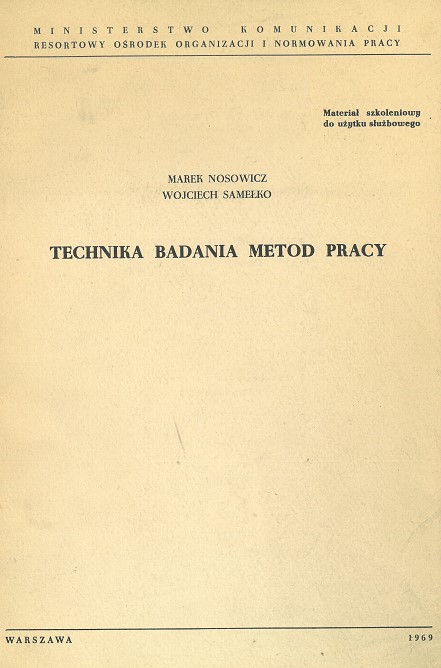 MINISTERSTWO KOMUNIKACJI
RESORTOWY OŚRODEK ORGANIZACJI I NORMOWANIA PRACY
Materiał szkoleniowy
do użytku służbowego
MAREK NOSOWICZ
WOJCIECH SAMEŁKO
TECHNIKA BADANIA METOD PRACY
WARSZAWA 1969